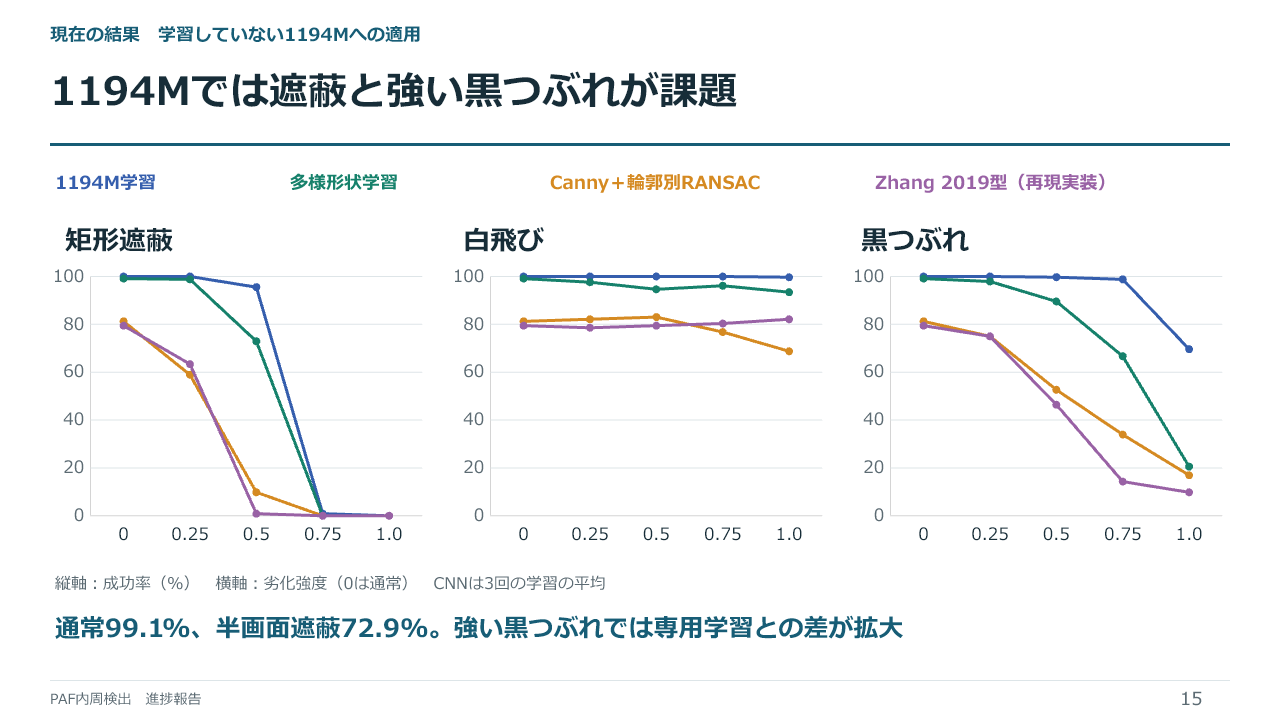 現在の結果　学習していない1194Mへの適用
1194Mでは遮蔽と強い黒つぶれが課題
1194M学習　多様形状学習　Canny＋輪郭別RANSAC　Zhang 2019型（再現実装）
矩形遮蔽
100
80
60
40
20
0
0　0.25　0.5　0.75　1.0
白飛び
100
80
60
40
20
0
0　0.25　0.5　0.75　1.0
黒つぶれ
100
80
60
40
20
0
0　0.25　0.5　0.75　1.0
縦軸：成功率（%）　横軸：劣化強度（0は通常）　CNNは3回の学習の平均
通常99.1%、半画面遮蔽72.9%。強い黒つぶれでは専用学習との差が拡大
PAF内周検出　進捗報告
15